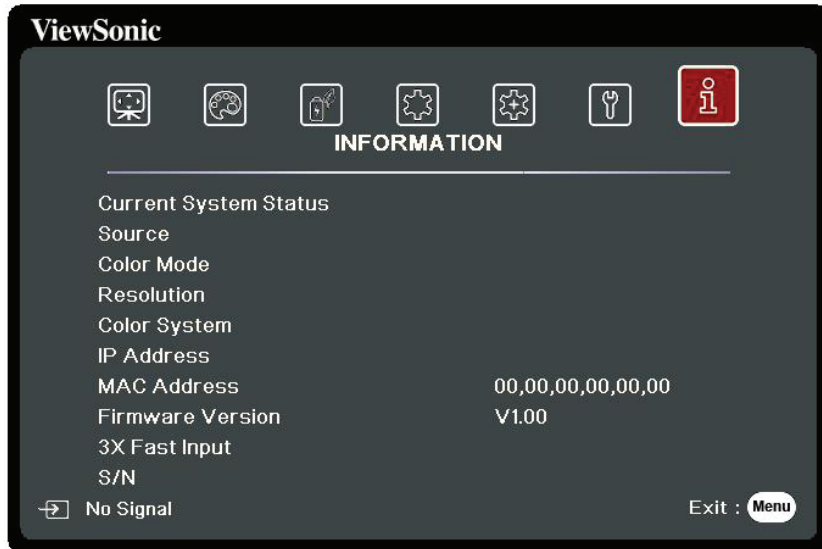 ViewSonic
INFORMATION
Current System Status
Source
Color Mode
Resolution
Color System
IP Address
MAC Address 00,00,00,00,00,00
Firmware Version V1.00
3X Fast Input
S/N
No Signal Exit : Menu